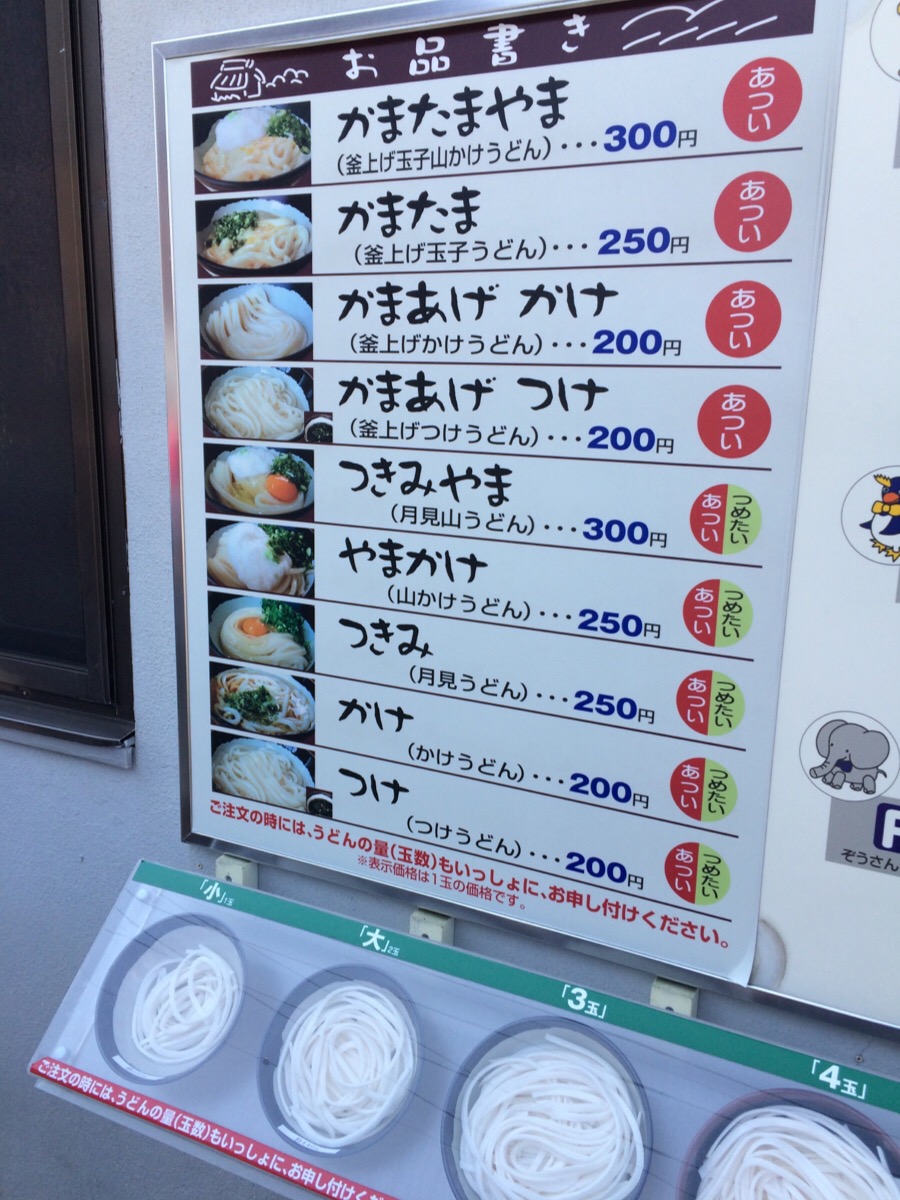 お品書き
かまたまやま
(釜上げ玉子山かけうどん)・・・300円
あつい
かまたま
(釜上げ玉子うどん)・・・250円
あつい
かまあげ かけ
(釜上げかけうどん)・・・200円
あつい
かまあげ つけ
(釜上げつけうどん)・・・200円
あつい
つきみやま
(月見山うどん)・・・300円
あつい つめたい
やまかけ
(山かけうどん)・・・250円
あつい つめたい
つきみ
(月見うどん)・・・250円
あつい つめたい
かけ
(かけうどん)・・・200円
あつい つめたい
つけ
(つけうどん)・・・200円
あつい つめたい
ご注文の時には、うどんの量(玉数)もいっしょに、お申し付けください。
※表示価格は1玉の価格です。
ぞうさん
「小」1玉
「大」2玉
「3玉」
「4玉」
ご注文の時には、うどんの量(玉数)もいっしょに、お申し付けくだ